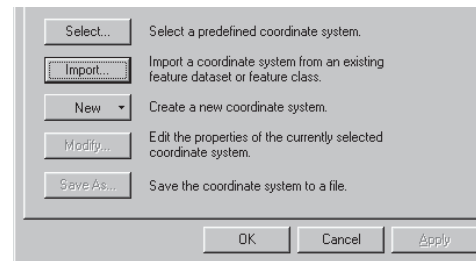 Select... Select a predefined coordinate system.
Import... Import a coordinate system from an existing
feature dataset or feature class.
New Create a new coordinate system.
Modify... Edit the properties of the currently selected
coordinate system.
Save As... Save the coordinate system to a file.
OK Cancel Apply